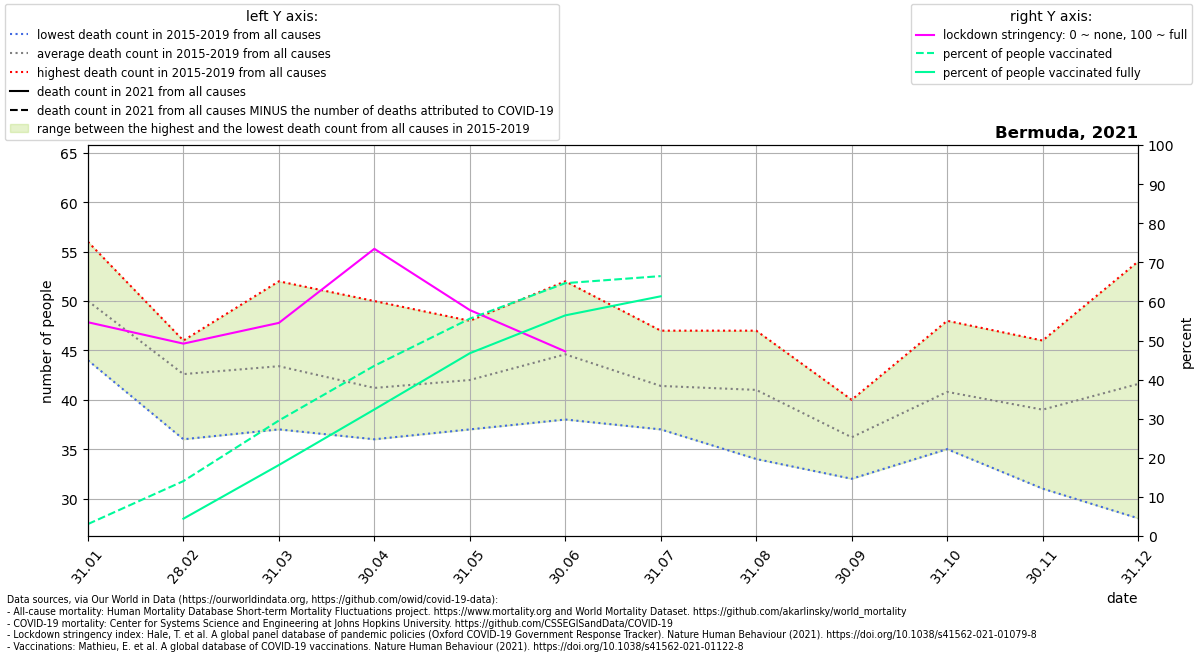 left Y axis:
lowest death count in 2015-2019 from all causes
average death count in 2015-2019 from all causes
highest death count in 2015-2019 from all causes
death count in 2021 from all causes
death count in 2021 from all causes MINUS the number of deaths attributed to COVID-19
range between the highest and the lowest death count from all causes in 2015-2019
right Y axis:
lockdown stringency: 0 ~ none, 100 ~ full
percent of people vaccinated
percent of people vaccinated fully
Bermuda, 2021
65
60
55
50
45
40
35
30
number of people
100
90
80
70
60
50
40
30
20
10
0
percent
31.01
28.02
31.03
30.04
31.05
30.06
31.07
31.08
30.09
31.10
30.11
31.12
date
Data sources, via Our World in Data (https://ourworldindata.org, https://github.com/owid/covid-19-data):
- All-cause mortality: Human Mortality Database Short-term Mortality Fluctuations project. https://www.mortality.org and World Mortality Dataset. https://github.com/akarlinsky/world_mortality
- COVID-19 mortality: Center for Systems Science and Engineering at Johns Hopkins University. https://github.com/CSSEGISandData/COVID-19
- Lockdown stringency index: Hale, T. et al. A global panel database of pandemic policies (Oxford COVID-19 Government Response Tracker). Nature Human Behaviour (2021). https://doi.org/10.1038/s41562-021-01079-8
- Vaccinations: Mathieu, E. et al. A global database of COVID-19 vaccinations. Nature Human Behaviour (2021). https://doi.org/10.1038/s41562-021-01122-8